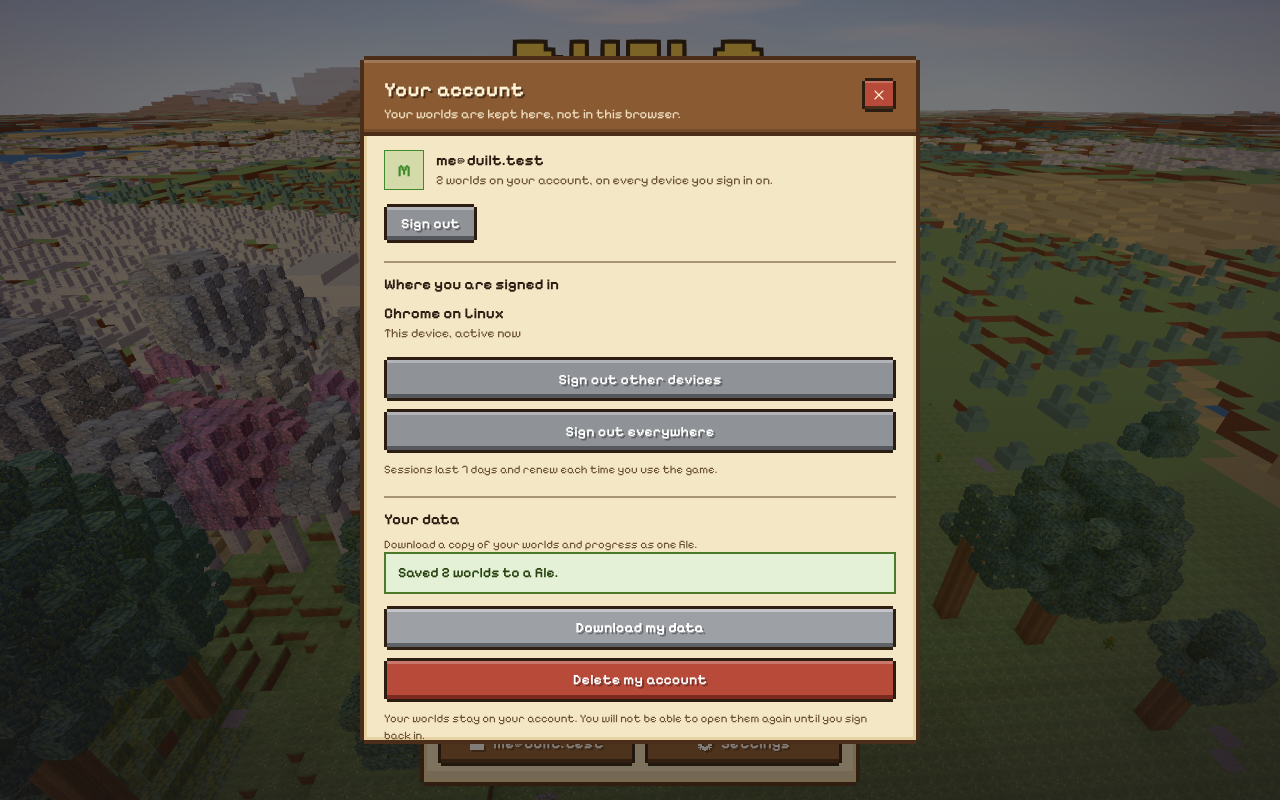 Your account
Your worlds are kept here, not in this browser.
M
me@duilt.test
2 worlds on your account, on every device you sign in on.
Sign out
Where you are signed in
Chrome on Linux
This device, active now
Sign out other devices
Sign out everywhere
Sessions last 7 days and renew each time you use the game.
Your data
Download a copy of your worlds and progress as one file.
Saved 2 worlds to a file.
Download my data
Delete my account
Your worlds stay on your account. You will not be able to open them again until you sign
back in.
me@duilt.test
Settings